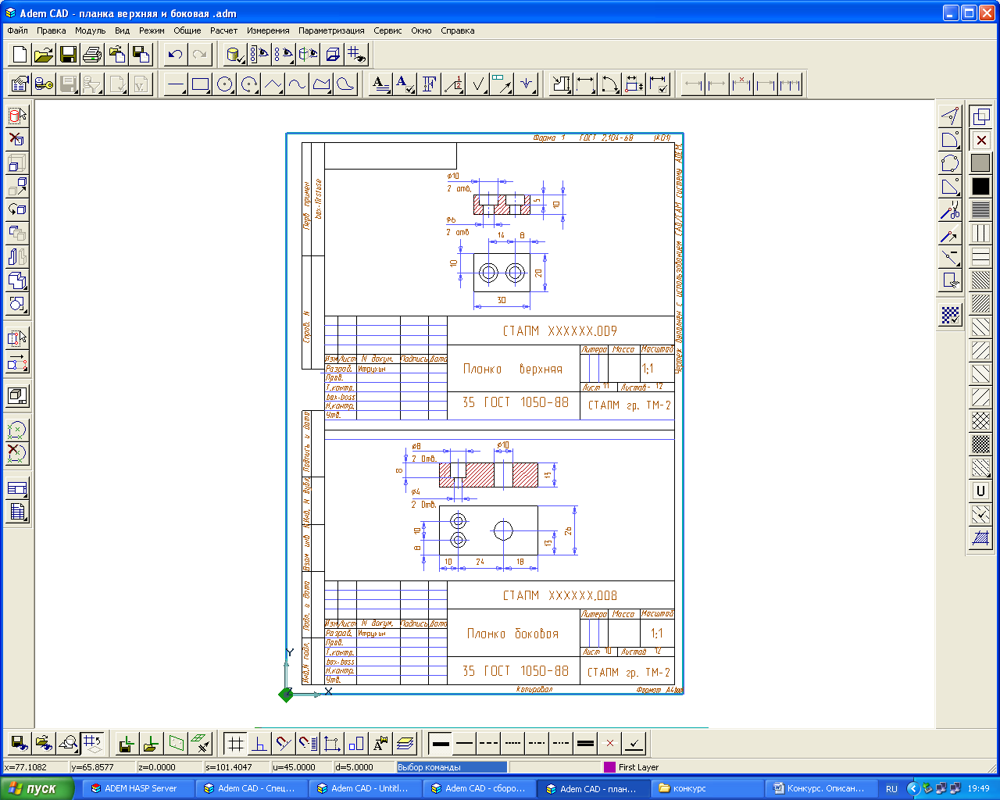 Adem CAD - планка верхняя и боковая .adm
Файл Правка Модуль Вид Режим Общие Расчет Измерения Параметризация Сервис Окно Справка
Форма 1 ГОСТ 2,104-68 (К01)
Перв примен
box-firstuse
Справ. N
Чертеж выполнен с использованием CAD/CAM системы ADEM.
⌀10
2 отв.
5
10
⌀6
2 отв
14 8
10
20
30
СТАПМ XXXXXX.009
Изм Лист N докум. Подпись Дата
Литера Масса Масштаб
Разраб. Итрухин
Планка верхняя
1:1
Пров.
Т.контр.
Лист 11 Листав- 12
box-boss
35 ГОСТ 1050-88
СТАПМ гр. ТМ-2
Н.контр.
Утв.
Подпись и дата
Инв. N дубл.
Взам инв N
Подп. и дата
Инв.N подл.
⌀8
2 Отв.
⌀10
8
13
⌀4
2 Отв.
10
8
26
13
10 24 18
СТАПМ XXXXXX,008
Изм Лист N докум. Подпись Дата
Литера Масса Масштаб
Разраб. Итрухин
Планка боковая
1:1
Пров.
Т.контр.
Лист 10 Листав 12
box-boss
35 ГОСТ 1050-88
СТАПМ гр. ТМ-2
Н.контр.
Утв.
Копировал Формат А4
Y
Z
X
x=77.1082 y=65.8577 z=0.0000 s=101.4047 u=45.0000 d=5.0000 Выбор команды First Layer
пуск ADEM HASP Server Adem CAD - Спец... Adem CAD - Untitl... Adem CAD - сборо... Adem CAD - план... конкурс Конкурс. Описан... RU 19:49